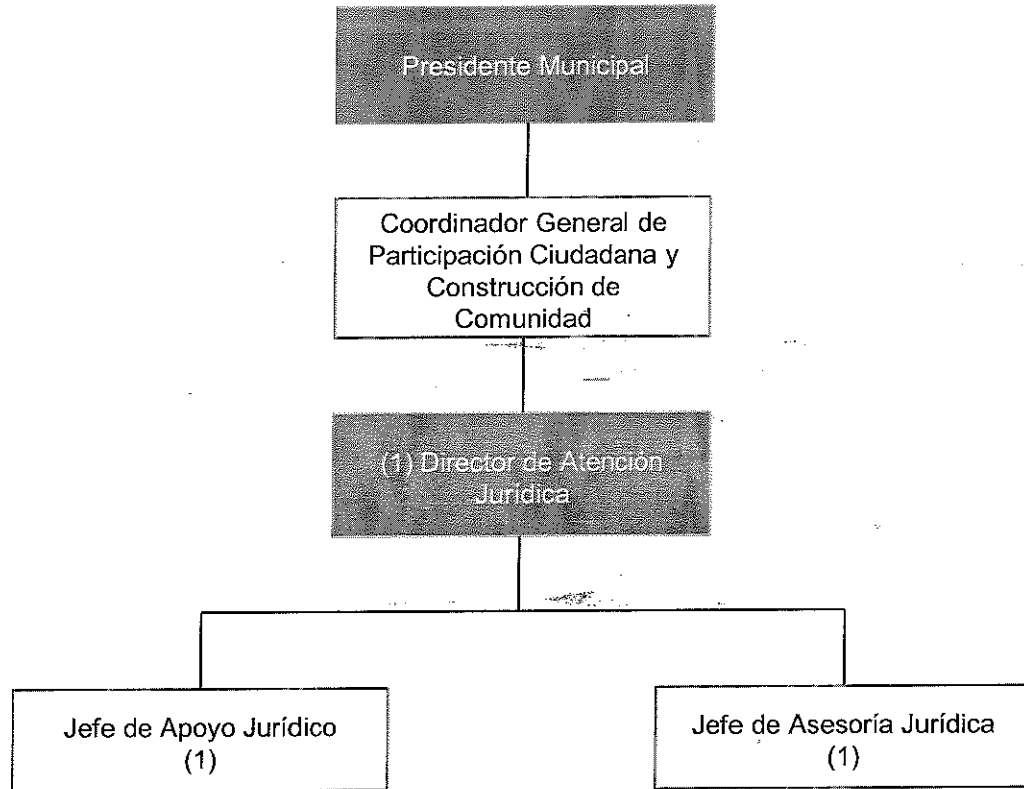 Presidente Municipal
Coordinador General de
Participación Ciudadana y
Construcción de
Comunidad
(1) Director de Atención
Jurídica
Jefe de Apoyo Jurídico
(1)
Jefe de Asesoría Jurídica
(1)